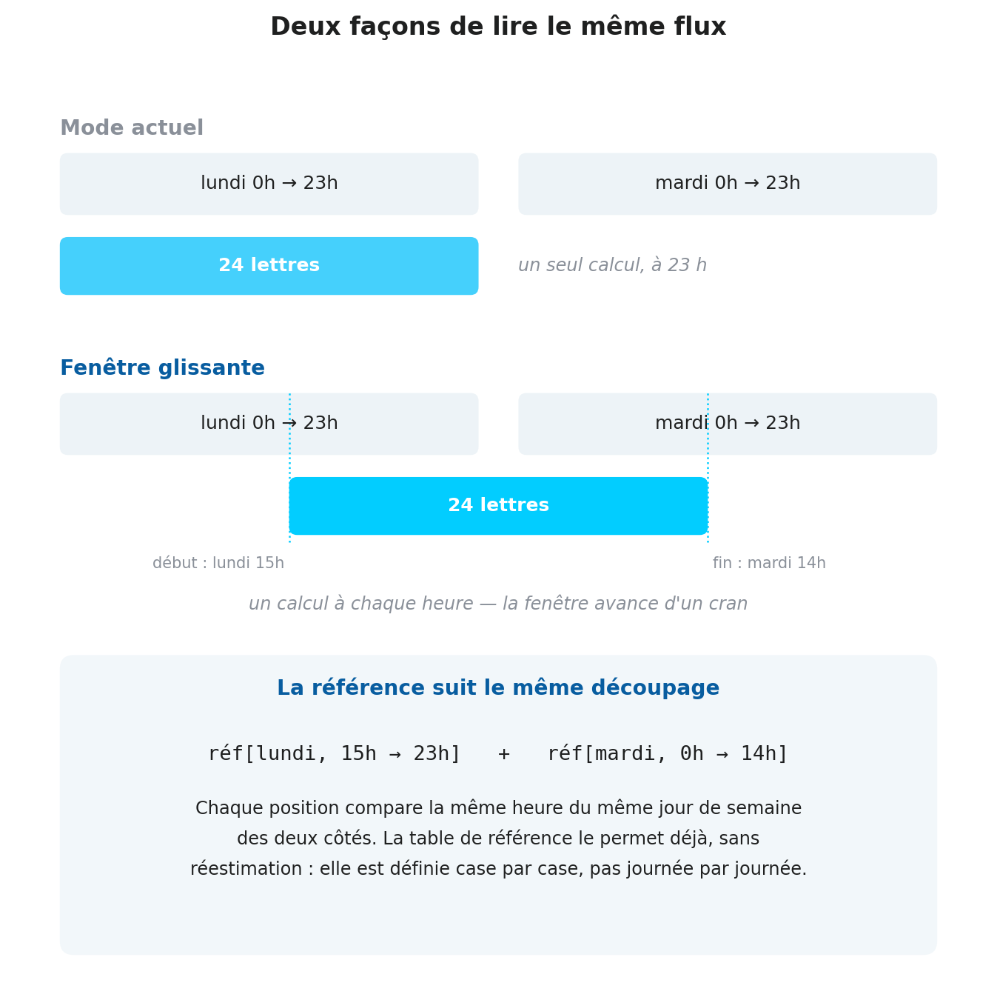 Deux façons de lire le même flux
Mode actuel
lundi 0h → 23h
mardi 0h → 23h
24 lettres
un seul calcul, à 23 h
Fenêtre glissante
lundi 0h → 23h
mardi 0h → 23h
24 lettres
début : lundi 15h
fin : mardi 14h
un calcul à chaque heure — la fenêtre avance d'un cran
La référence suit le même découpage
réf[lundi, 15h → 23h]   +   réf[mardi, 0h → 14h]
Chaque position compare la même heure du même jour de semaine
des deux côtés. La table de référence le permet déjà, sans
réestimation : elle est définie case par case, pas journée par journée.